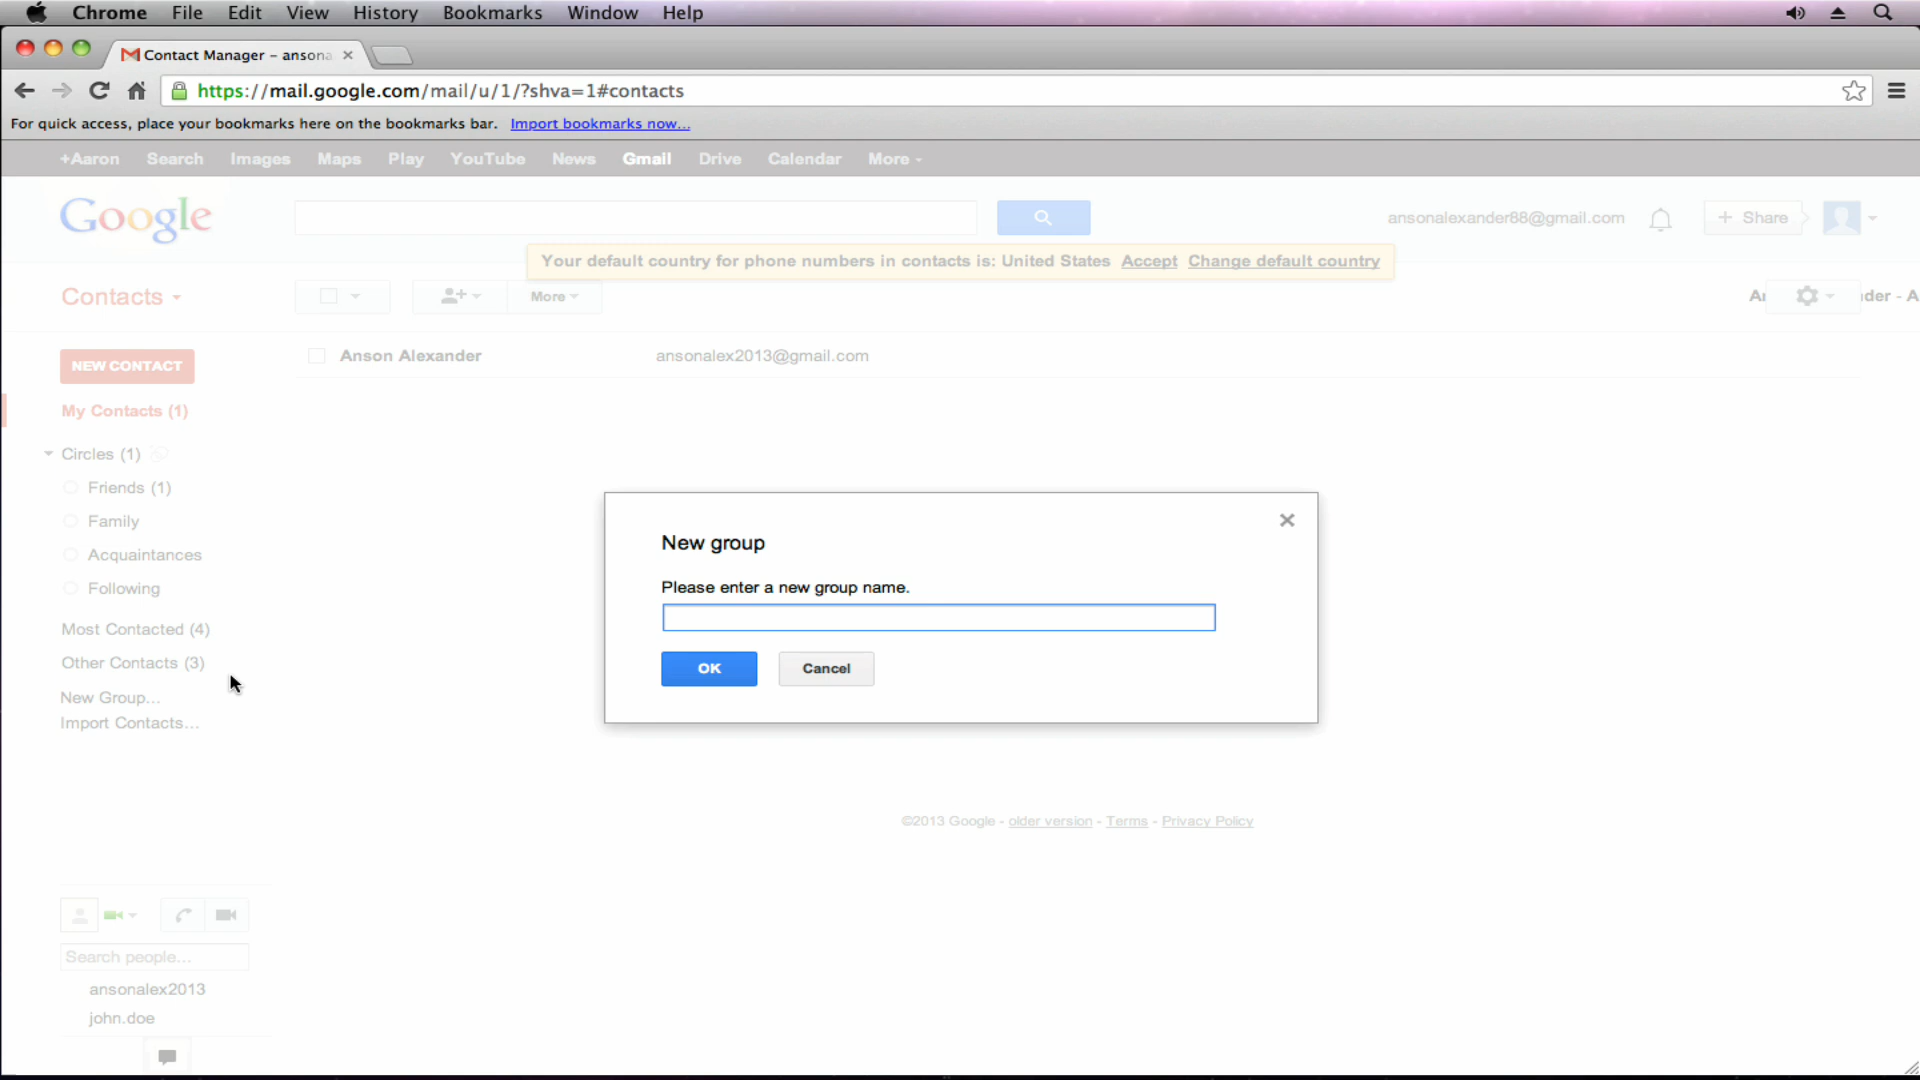 Chrome File Edit View History Bookmarks Window Help
Contact Manager – ansona
https://mail.google.com/mail/u/1/?shva=1#contacts
For quick access, place your bookmarks here on the bookmarks bar. Import bookmarks now...
+Aaron Search Images Maps Play YouTube News Gmail Drive Calendar More
Google
ansonalexander88@gmail.com
+ Share
Your default country for phone numbers in contacts is: United States Accept Change default country
Contacts
More
der - A
Anson Alexander ansonalex2013@gmail.com
NEW CONTACT
My Contacts (1)
Circles (1)
Friends (1)
Family
Acquaintances
Following
Most Contacted (4)
Other Contacts (3)
New Group...
Import Contacts...
New group
Please enter a new group name.
OK Cancel
©2013 Google - older version - Terms - Privacy Policy
Search people...
ansonalex2013
john.doe